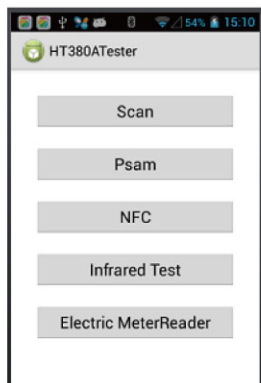 54% 15:10
HT380ATester
Scan
Psam
NFC
Infrared Test
Electric MeterReader